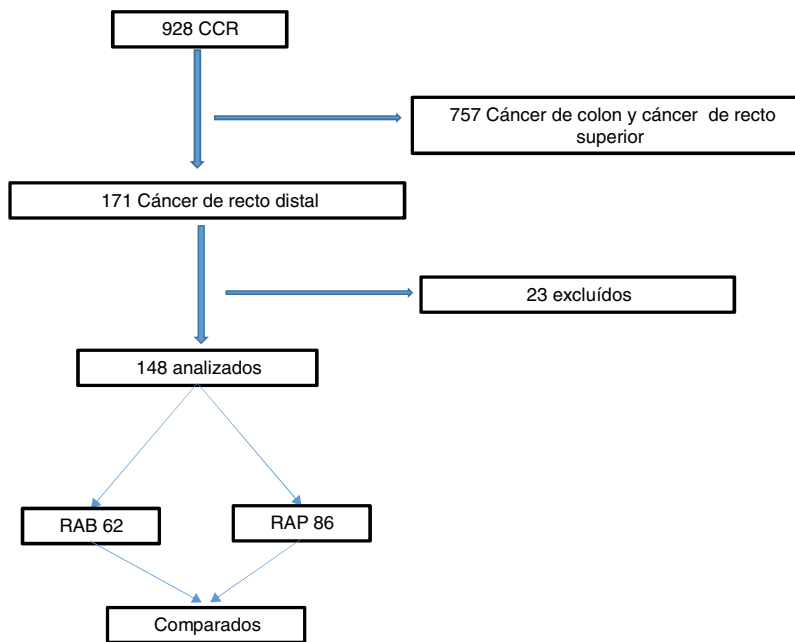 928 CCR
757 Cáncer de colon y cáncer de recto
superior
171 Cáncer de recto distal
23 excluídos
148 analizados
RAB 62
RAP 86
Comparados